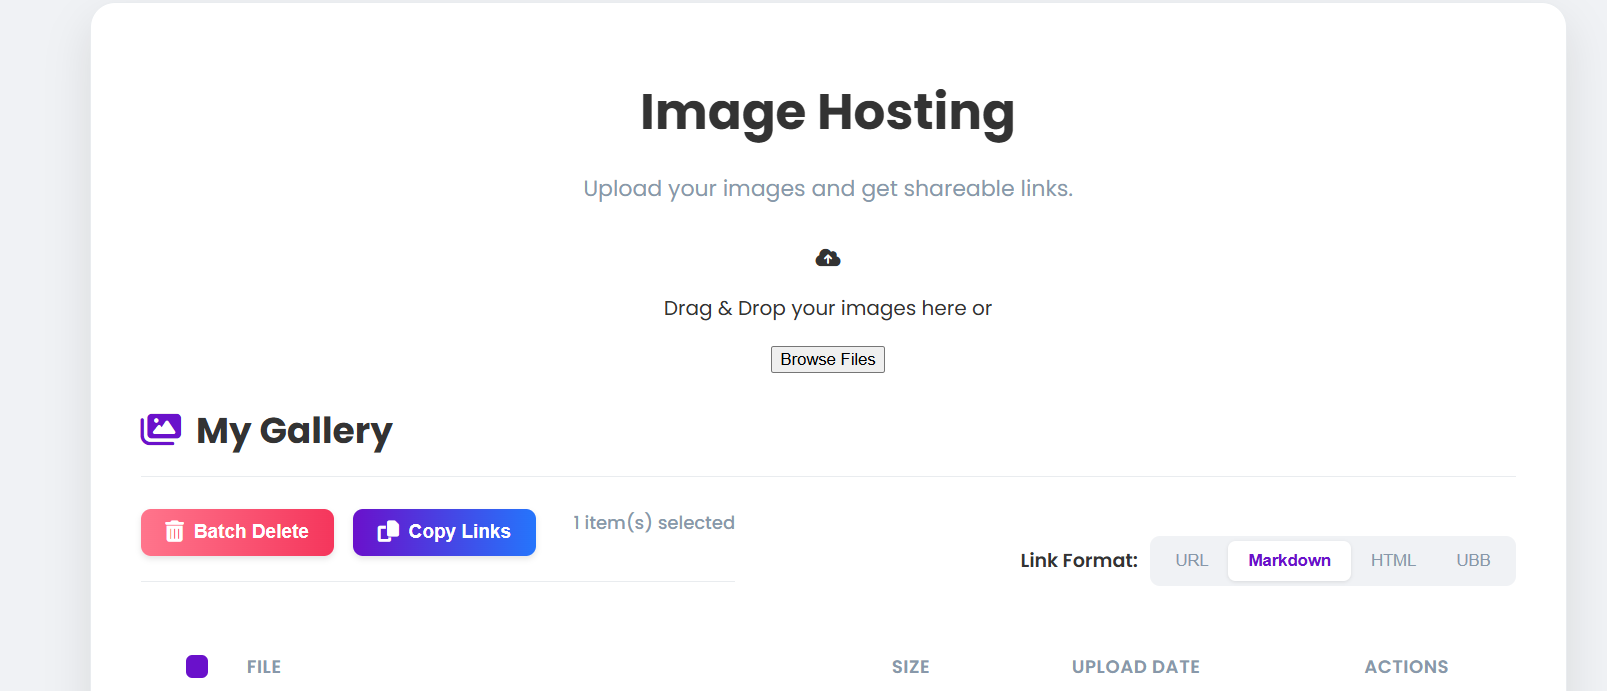 Image Hosting
Upload your images and get shareable links.
Drag & Drop your images here or
Browse Files
My Gallery
Batch Delete
Copy Links
1 item(s) selected
Link Format:
URL
Markdown
HTML
UBB
FILE
SIZE
UPLOAD DATE
ACTIONS